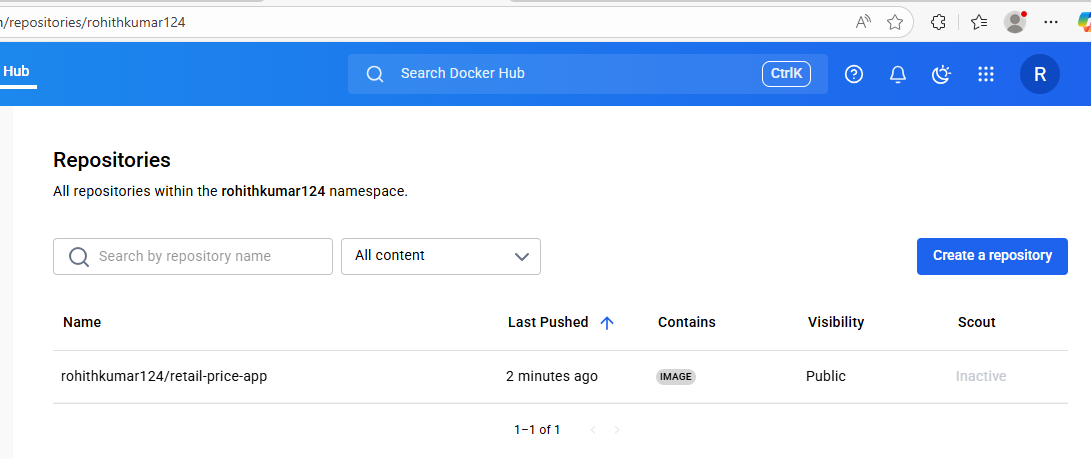 n/repositories/rohithkumar124
Hub
Search Docker Hub
CtrlK
R
Repositories
All repositories within the rohithkumar124 namespace.
Search by repository name
All content
Create a repository
Name Last Pushed Contains Visibility Scout
rohithkumar124/retail-price-app 2 minutes ago IMAGE Public Inactive
1–1 of 1